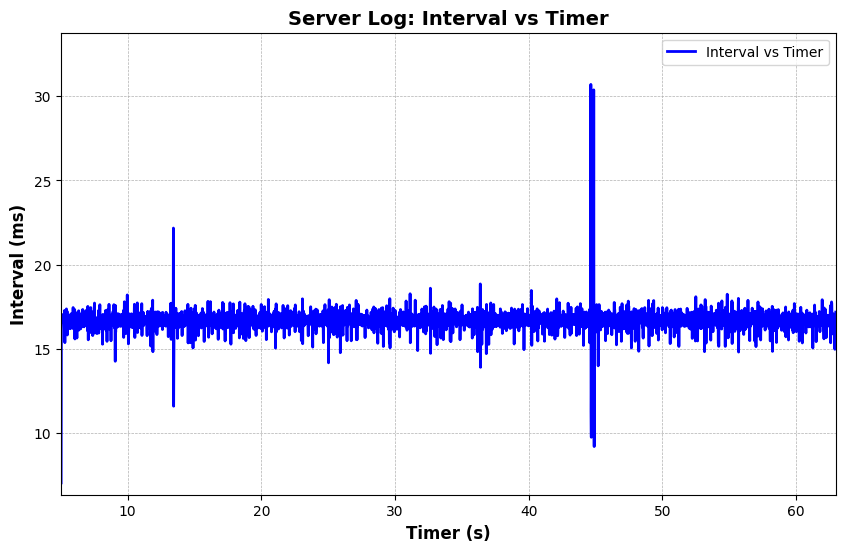 Server Log: Interval vs Timer
Interval vs Timer
30
25
20
15
10
Interval (ms)
10 20 30 40 50 60
Timer (s)